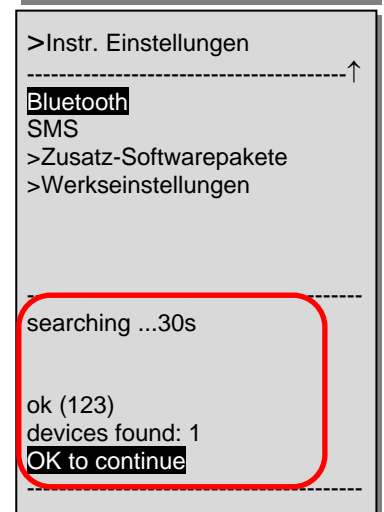 >Instr. Einstellungen
----------------------------------------↑
Bluetooth
SMS
>Zusatz-Softwarepakete
>Werkseinstellungen
------------------------------------------
searching ...30s
ok (123)
devices found: 1
OK to continue
------------------------------------------